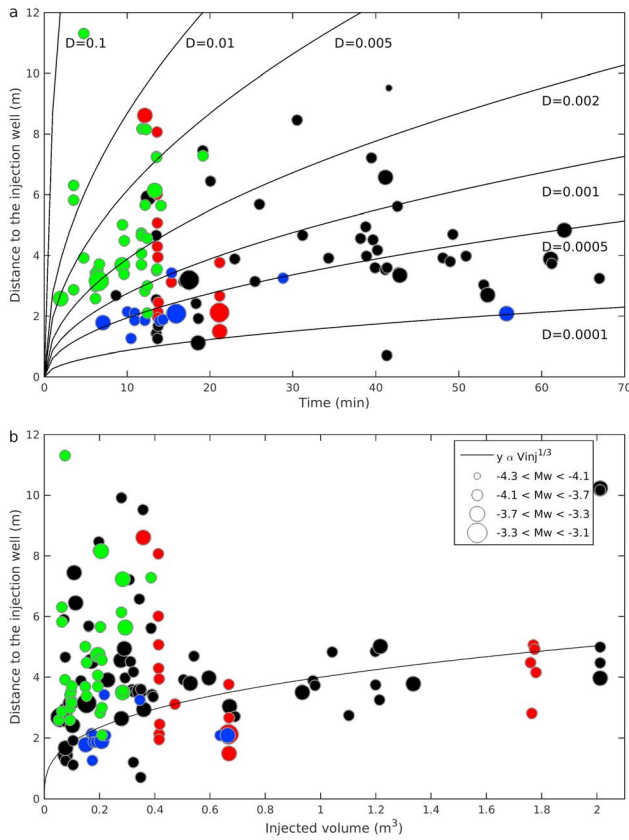 a
12
10
8
6
4
2
0
Distance to the injection well (m)
D=0.1
D=0.01
D=0.005
D=0.002
D=0.001
D=0.0005
D=0.0001
0 10 20 30 40 50 60 70
Time (min)
b
12
10
8
6
4
2
0
Distance to the injection well (m)
y α Vinj^1/3
-4.3 < Mw < -4.1
-4.1 < Mw < -3.7
-3.7 < Mw < -3.3
-3.3 < Mw < -3.1
0 0.2 0.4 0.6 0.8 1 1.2 1.4 1.6 1.8 2
Injected volume (m³)